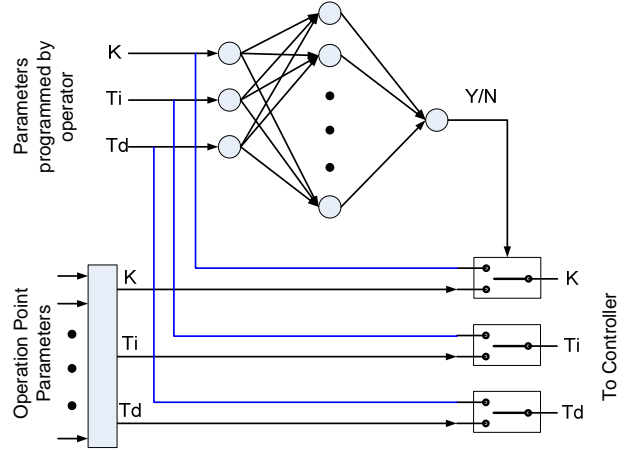 Parameters
programmed by
operator
K
Ti
Td
Y/N
Operation Point
Parameters
K
Ti
Td
K
Ti
Td
To Controller